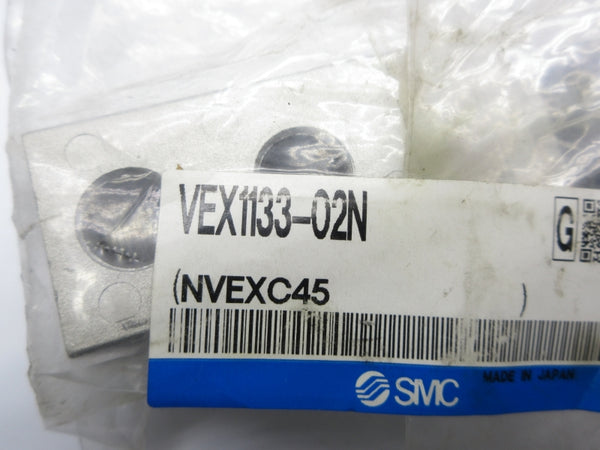 VEX1133-02N
G
(NVEXC45 )
SMC
MADE IN JAPAN